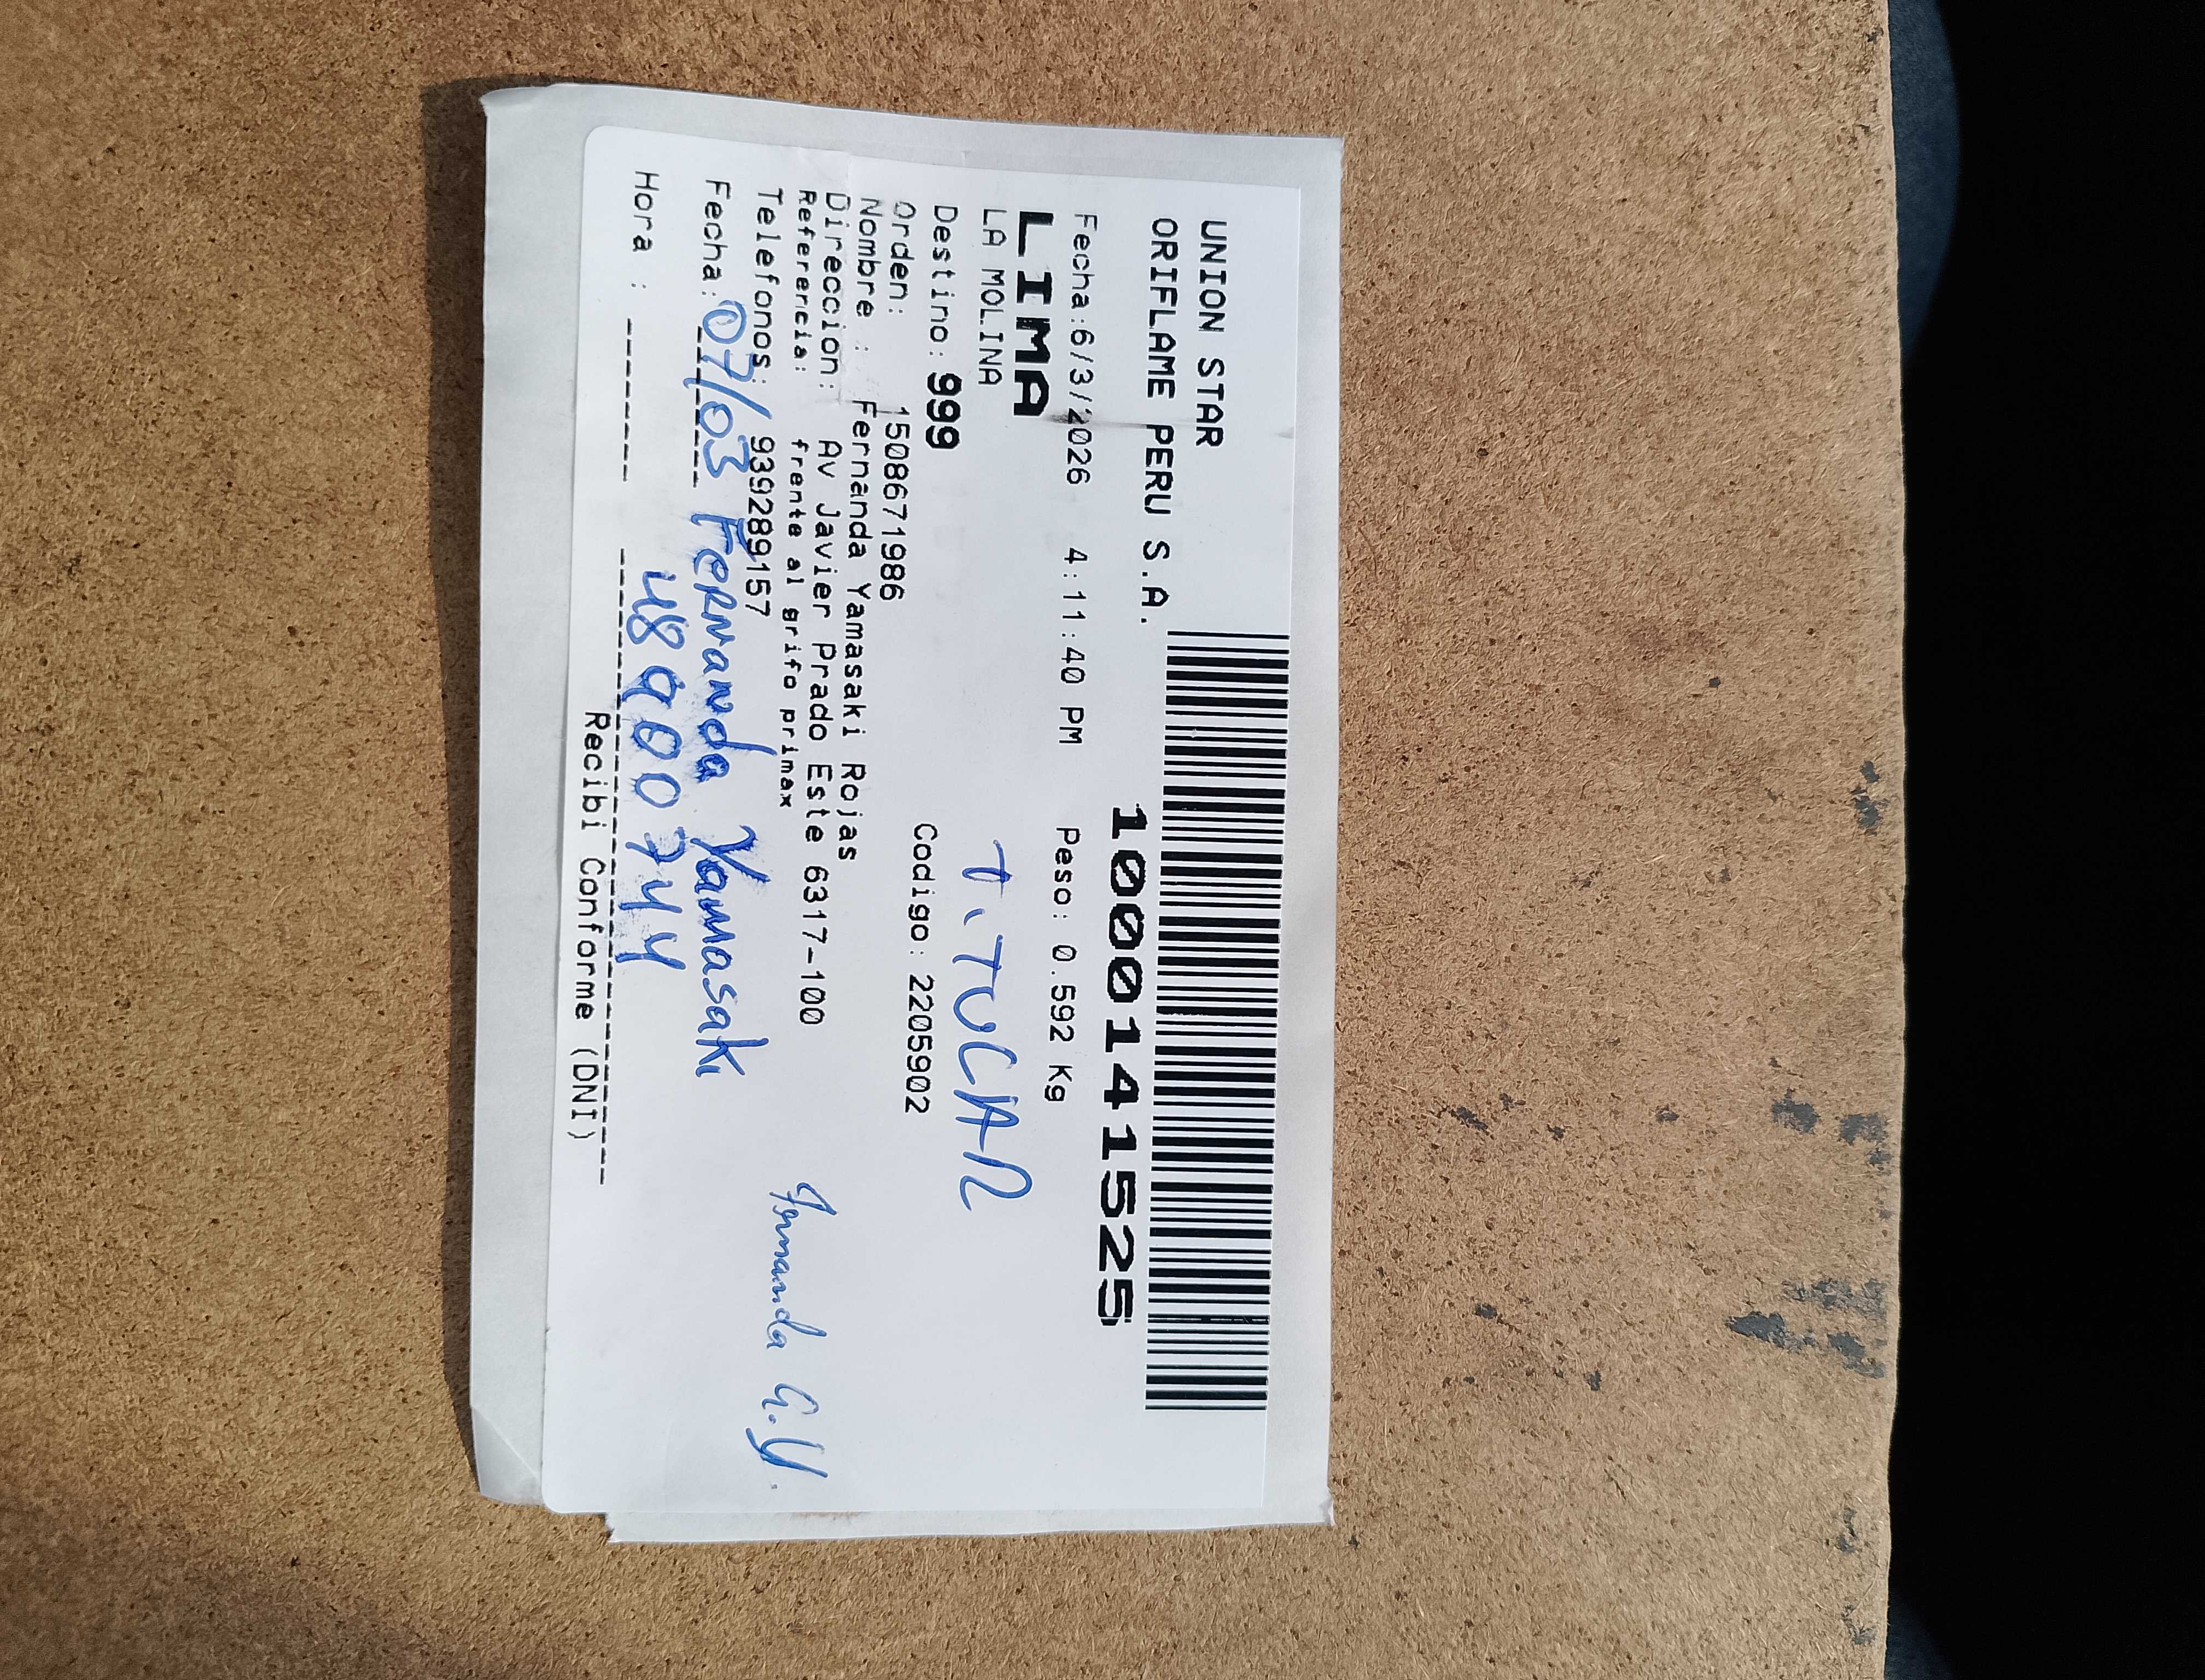 UNION STAR
ORIFLAME PERU S.A.
1000141525
Fecha:6/3/2026 4:11:40 PM Peso: 0.592 Kg
LIMA
LA MOLINA
T. TUCAR
Destino: 999 Codigo: 2205902
Orden: 1508671986
Nombre : Fernanda Yamasaki Rojas
Direccion: Av Javier Prado Este 6317-100
Referencia: frente al grifo primax
Telefonos: 939289157
Fernanda G.Y.
Fecha: 07/03 Fernanda Yamasaki
Hora : 48900744
Recibi Conforme (DNI)